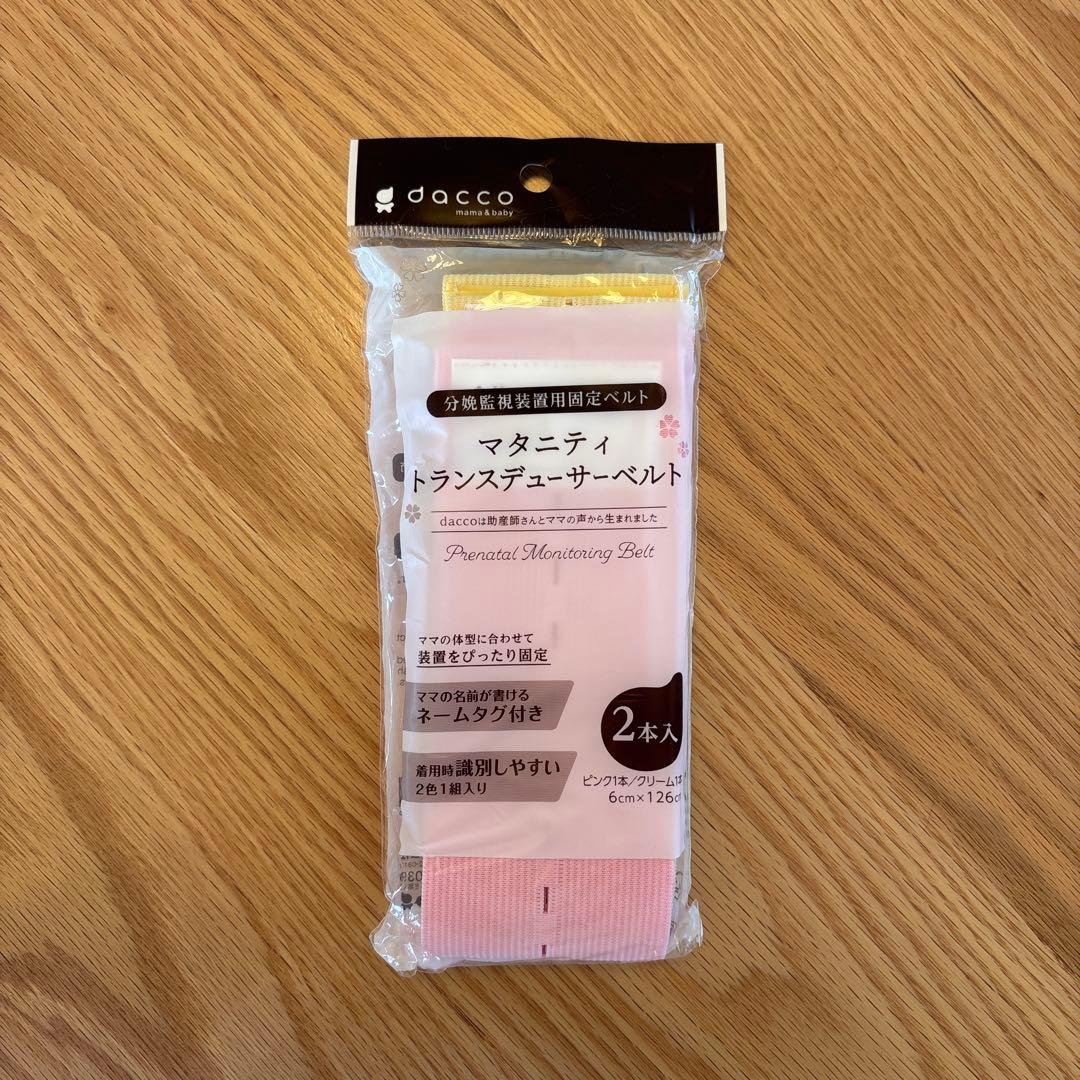 dacco
mama & baby
分娩監視装置用固定ベルト
マタニティ
トランスデューサーベルト
daccoは助産師さんとママの声から生まれました
Prenatal Monitoring Belt
ママの体型に合わせて
装置をぴったり固定
ママの名前が書ける
ネームタグ付き
着用時識別しやすい
2色1組入り
2本入
ピンク1本/クリーム1本
6cm×126cm